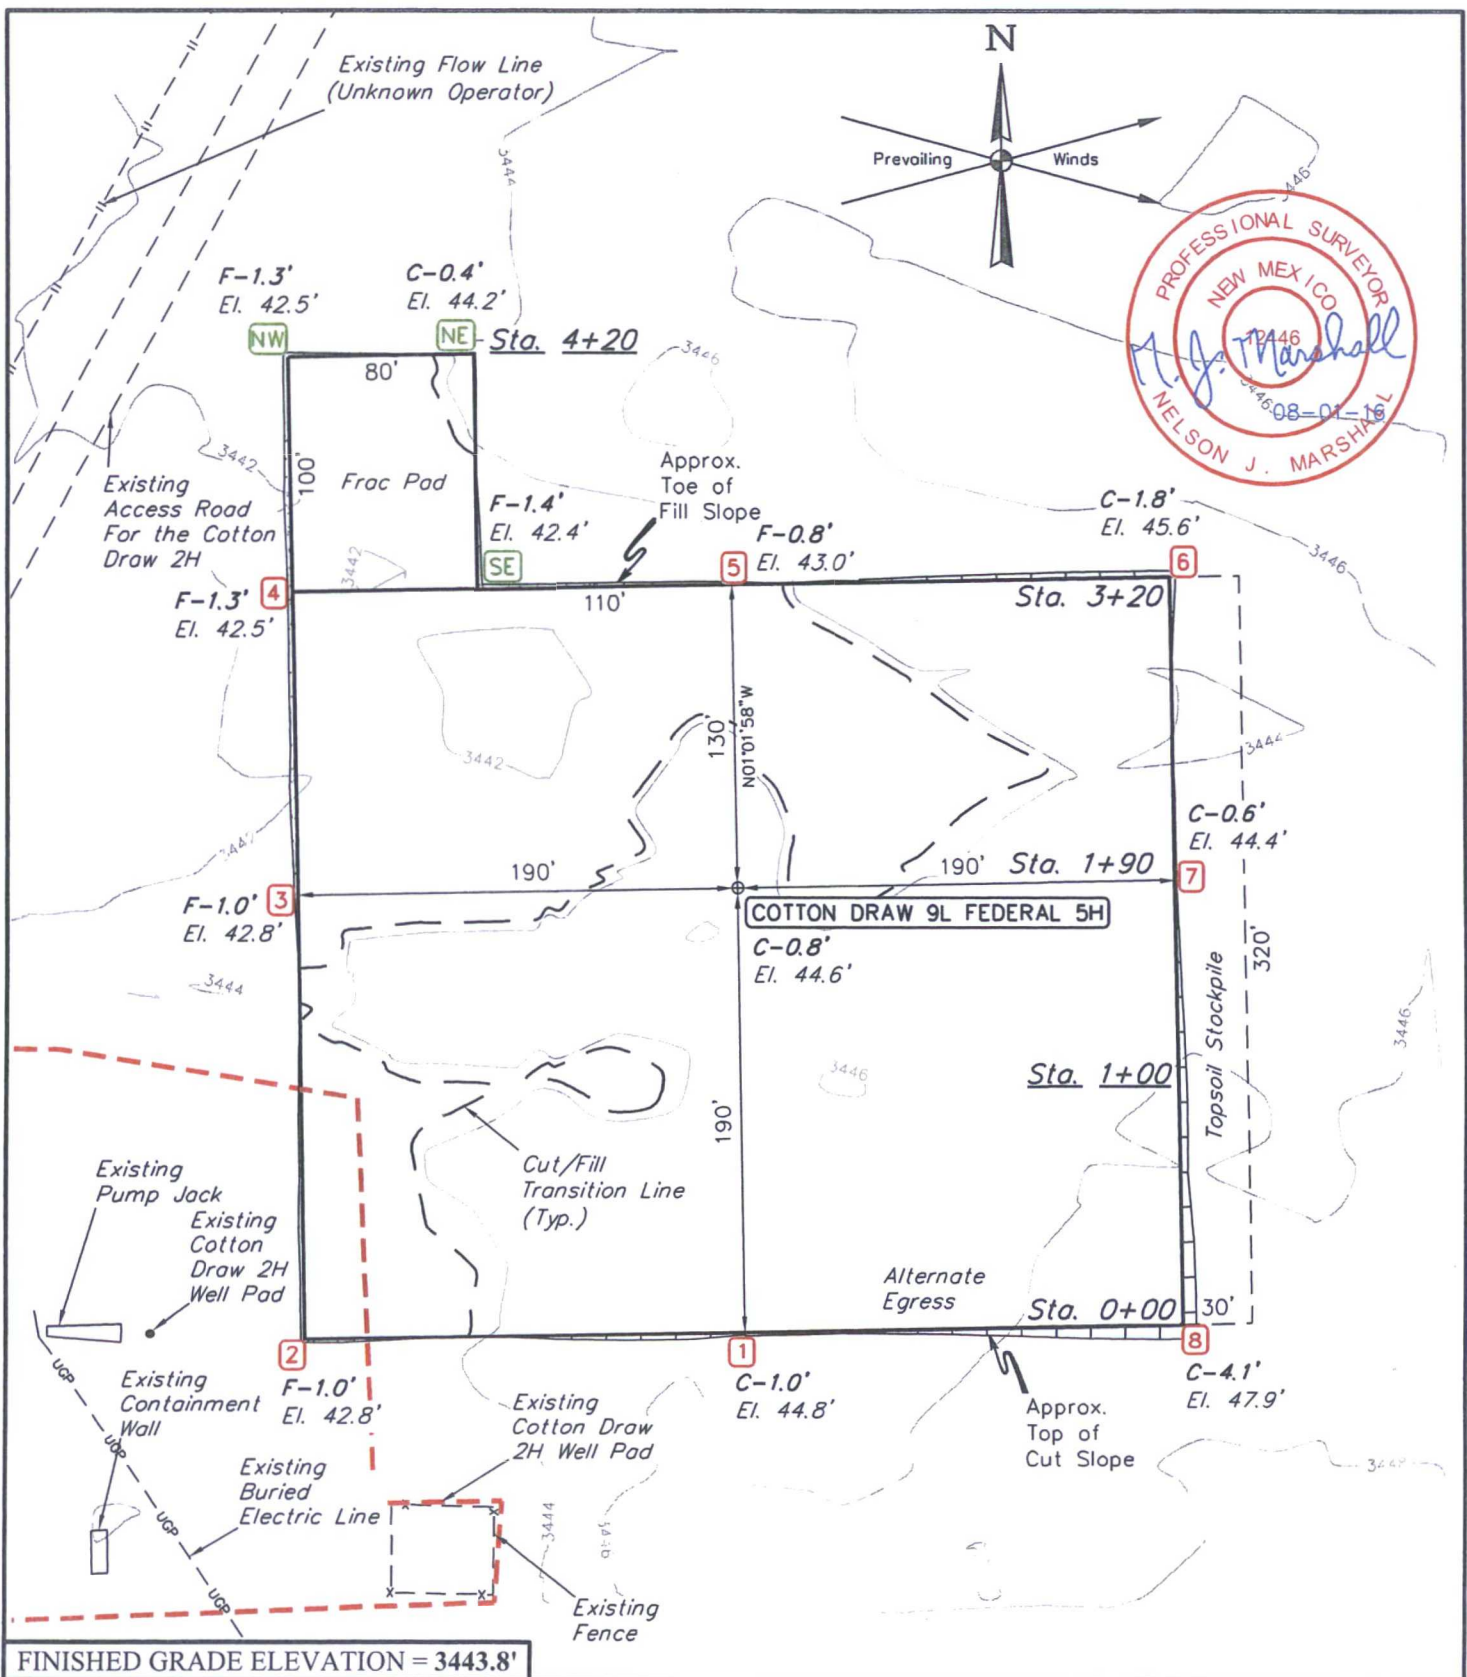 N
Existing Flow Line
(Unknown Operator)
Prevailing
Winds
3444
3446
PROFESSIONAL SURVEYOR
NEW MEXICO
12446
N. J. Marshall
3446
08-01-16
NELSON J. MARSHALL
F-1.3'
El. 42.5'
C-0.4'
El. 44.2'
NW
NE
Sta. 4+20
80'
3446
3442
100'
Frac Pad
Existing
Access Road
For the Cotton
Draw 2H
Approx.
Toe of
Fill Slope
F-1.4'
El. 42.4'
F-0.8'
El. 43.0'
C-1.8'
El. 45.6'
3446
3442
SE
5
6
4
F-1.3'
El. 42.5'
110'
Sta. 3+20
130'
N01°01'58"W
3442
3444
3442
C-0.6'
El. 44.4'
190'
190'
Sta. 1+90
7
3
F-1.0'
El. 42.8'
COTTON DRAW 9L FEDERAL 5H
C-0.8'
El. 44.6'
320'
Topsoil Stockpile
3444
3446
3446
Sta. 1+00
190'
Cut/Fill
Transition Line
(Typ.)
Existing
Pump Jack
Existing
Cotton
Draw 2H
Well Pad
Alternate
Egress
Sta. 0+00
30'
2
1
8
F-1.0'
El. 42.8'
C-1.0'
El. 44.8'
C-4.1'
El. 47.9'
UGP
Existing
Containment
Wall
UGP
Existing
Cotton Draw
2H Well Pad
Approx.
Top of
Cut Slope
Existing
Buried
Electric Line
UGP
UGP
3444
Existing
Fence
FINISHED GRADE ELEVATION = 3443.8'